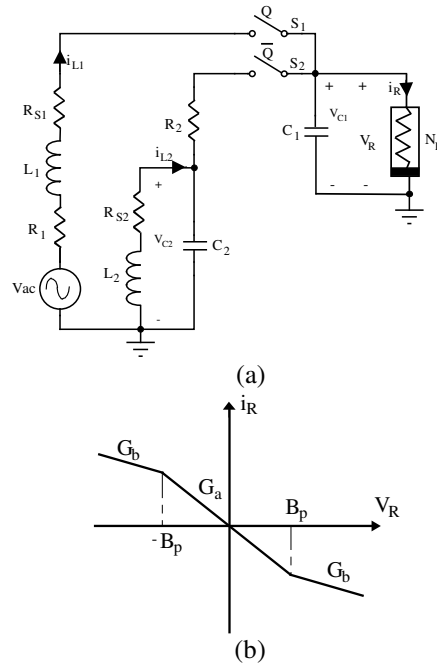 Q
S1
Q̅
S2
iL1
RS1
L1
R1
Vac
R2
iL2
+
RS2
VC2
C2
L2
-
+
+
iR
VC1
C1
VR
-
-
(a)
iR
Gb
Ga
Bp
VR
- Bp
Gb
(b)